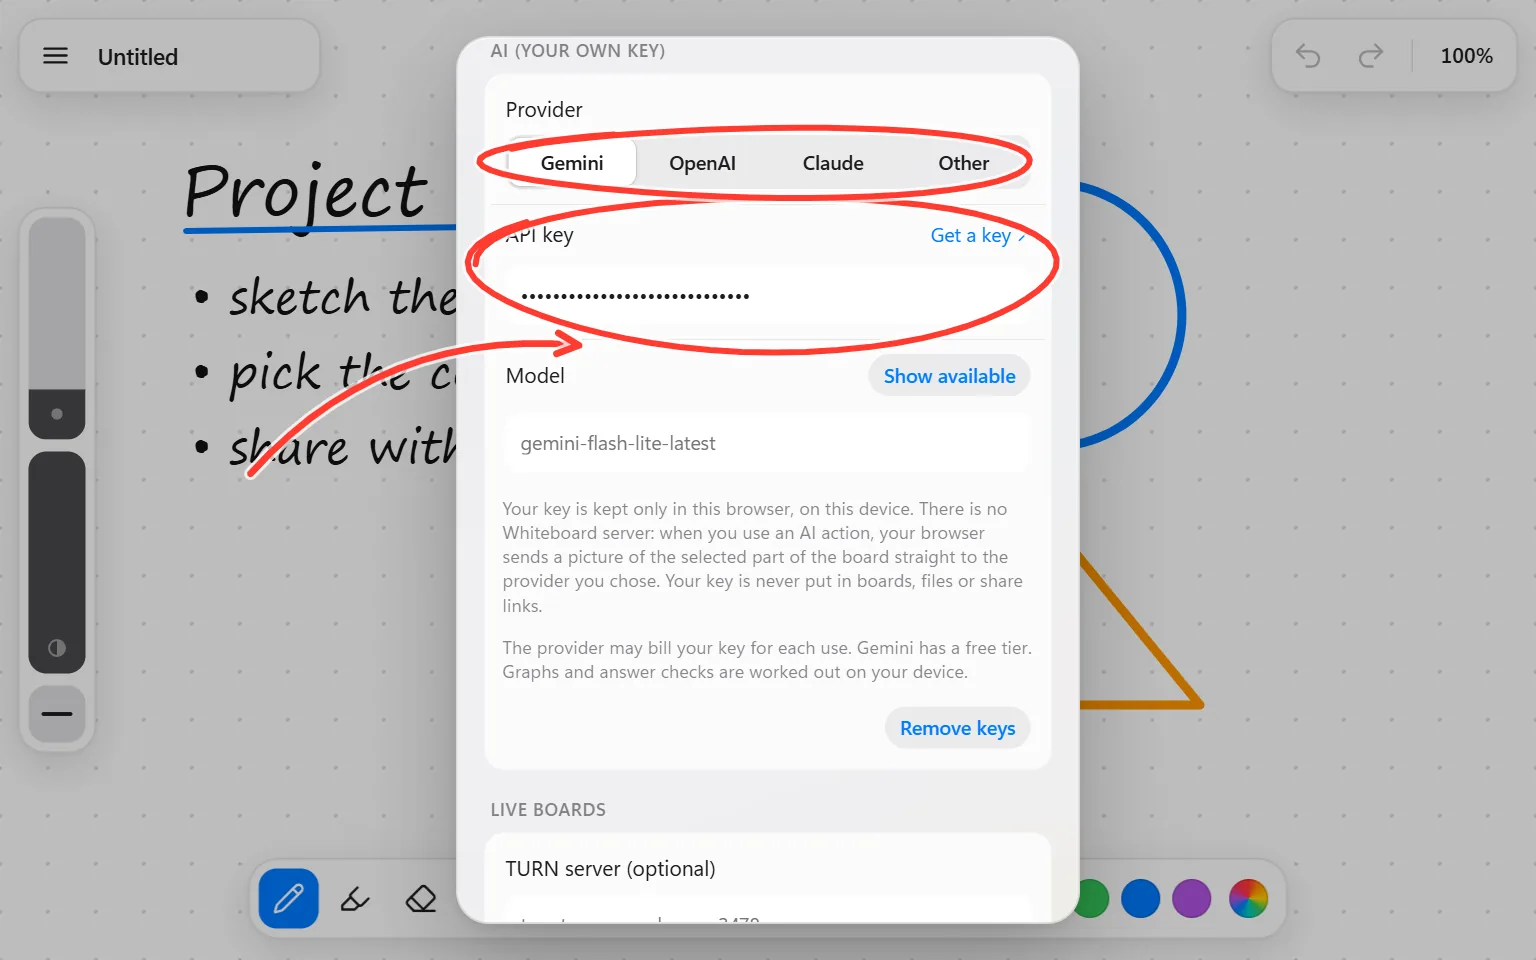 Untitled
100%
Project
• sketch the
• pick the
• share with
AI (YOUR OWN KEY)
Provider
Gemini OpenAI Claude Other
API key Get a key
••••••••••••••••••••••••••••
Model Show available
gemini-flash-lite-latest
Your key is kept only in this browser, on this device. There is no
Whiteboard server: when you use an AI action, your browser
sends a picture of the selected part of the board straight to the
provider you chose. Your key is never put in boards, files or share
links.
The provider may bill your key for each use. Gemini has a free tier.
Graphs and answer checks are worked out on your device.
Remove keys
LIVE BOARDS
TURN server (optional)